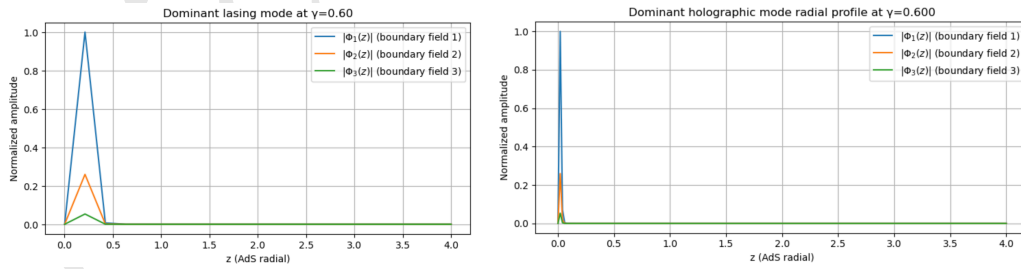 Dominant lasing mode at γ=0.60
|Φ₁(z)| (boundary field 1)
|Φ₂(z)| (boundary field 2)
|Φ₃(z)| (boundary field 3)
Normalized amplitude
1.0
0.8
0.6
0.4
0.2
0.0
0.0 0.5 1.0 1.5 2.0 2.5 3.0 3.5 4.0
z (AdS radial)
Dominant holographic mode radial profile at γ=0.600
|Φ₁(z)| (boundary field 1)
|Φ₂(z)| (boundary field 2)
|Φ₃(z)| (boundary field 3)
Normalized amplitude
1.0
0.8
0.6
0.4
0.2
0.0
0.0 0.5 1.0 1.5 2.0 2.5 3.0 3.5 4.0
z (AdS radial)